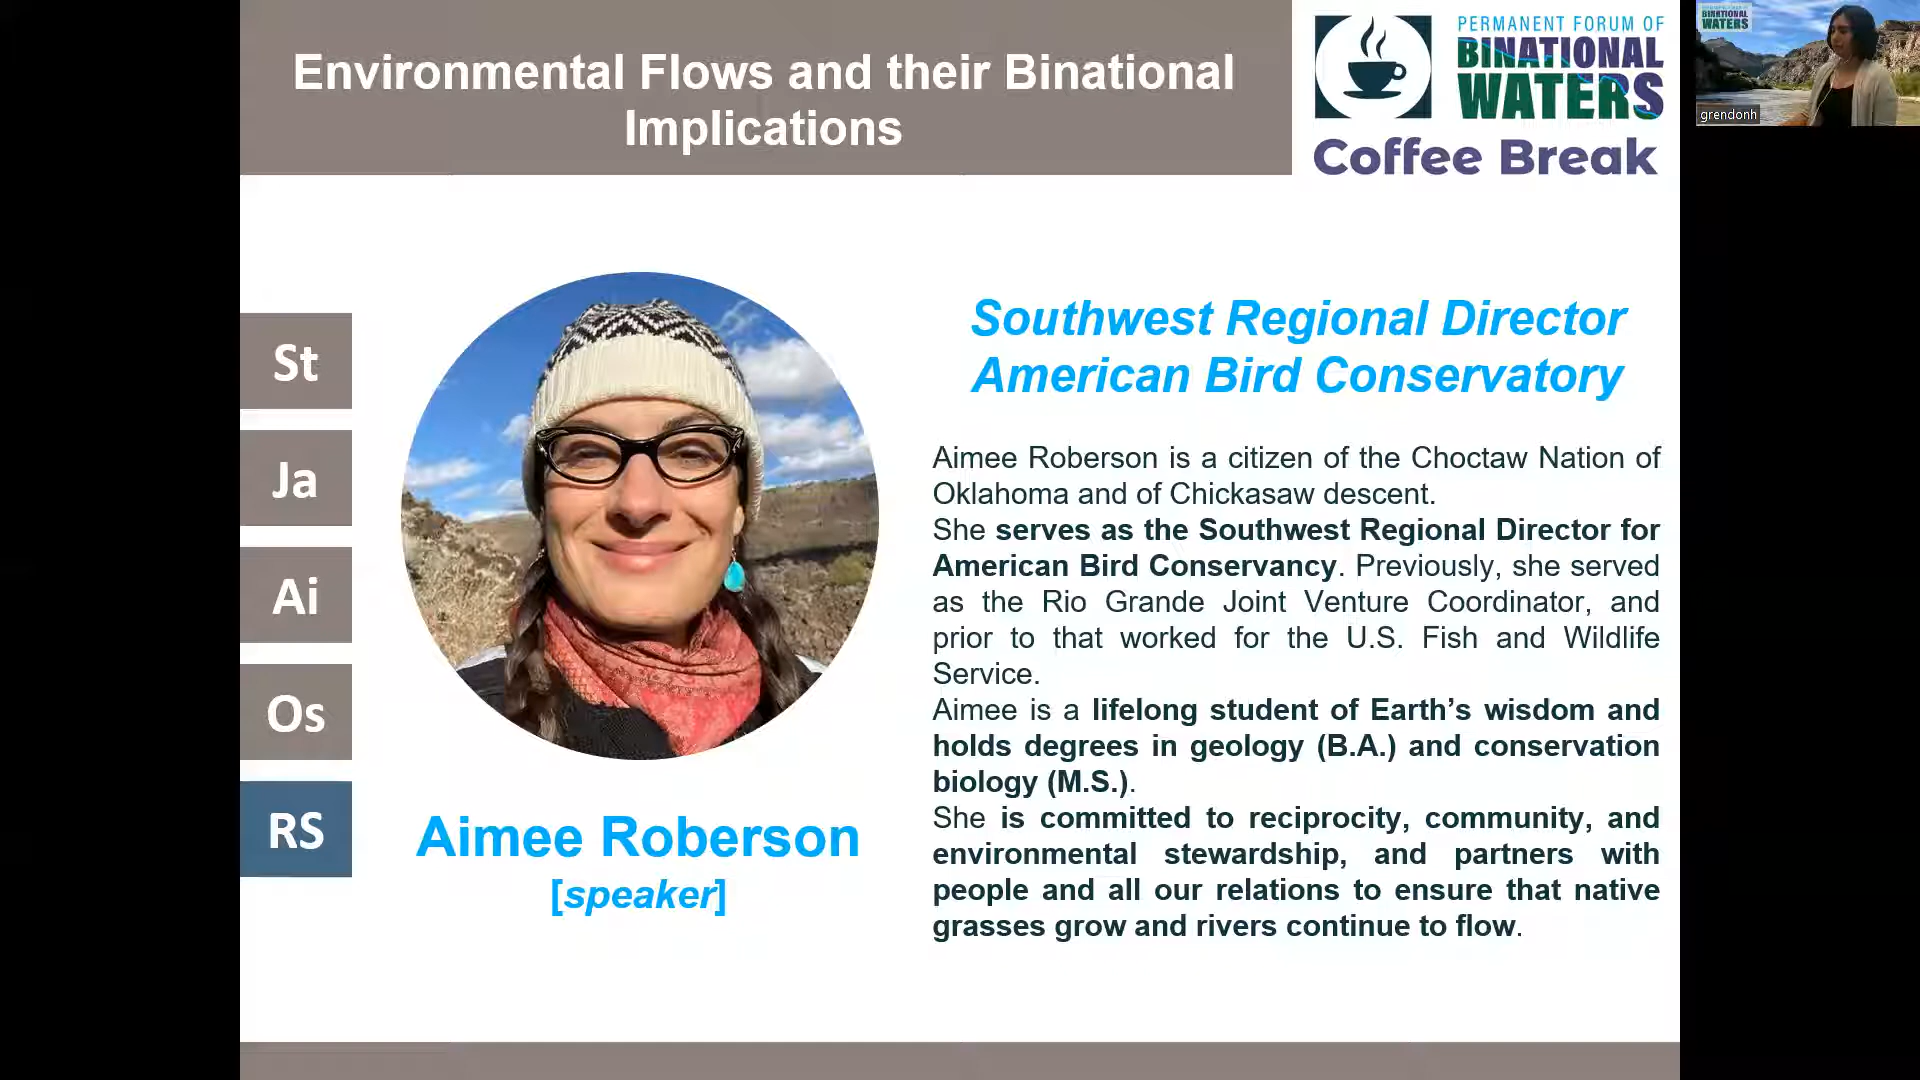 Environmental Flows and their Binational
Implications
PERMANENT FORUM OF
BINATIONAL
WATERS
Coffee Break
BINATIONAL
WATERS
grendonh
St
Ja
Ai
Os
RS
Aimee Roberson
[speaker]
Southwest Regional Director
American Bird Conservatory
Aimee Roberson is a citizen of the Choctaw Nation of
Oklahoma and of Chickasaw descent.
She serves as the Southwest Regional Director for
American Bird Conservancy. Previously, she served
as the Rio Grande Joint Venture Coordinator, and
prior to that worked for the U.S. Fish and Wildlife
Service.
Aimee is a lifelong student of Earth’s wisdom and
holds degrees in geology (B.A.) and conservation
biology (M.S.).
She is committed to reciprocity, community, and
environmental stewardship, and partners with
people and all our relations to ensure that native
grasses grow and rivers continue to flow.